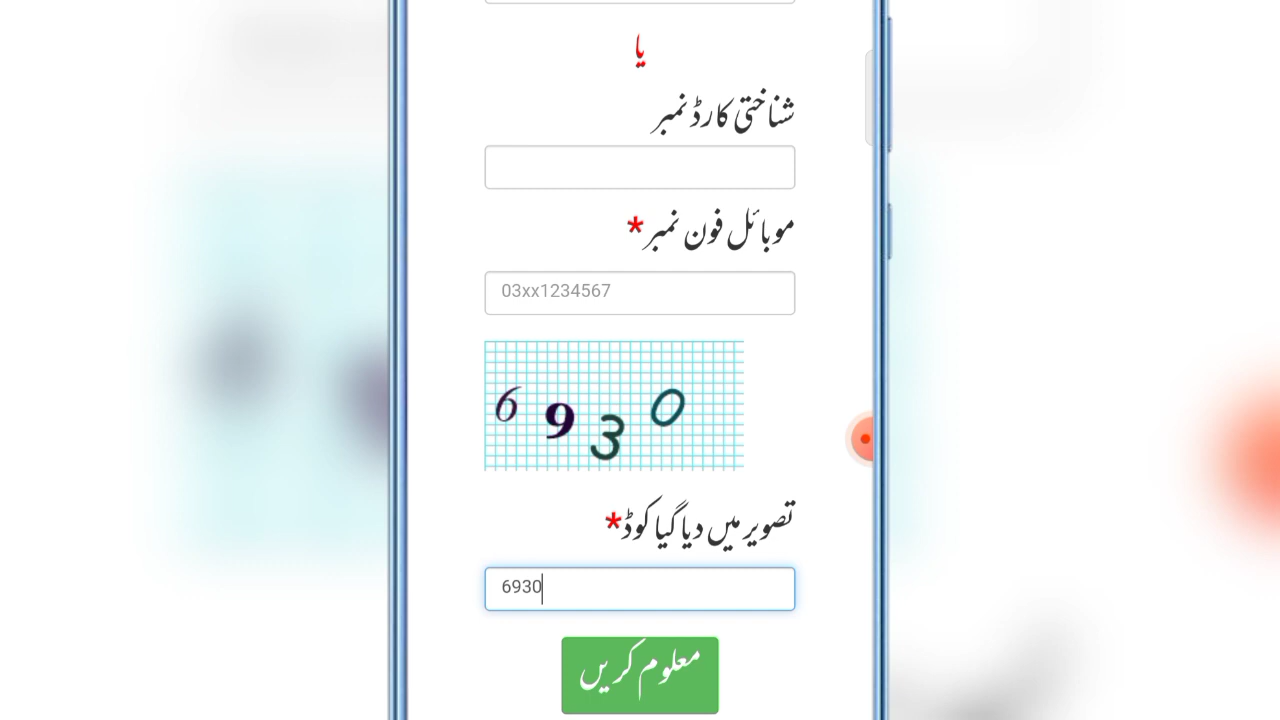 یا
شناختی کارڈ نمبر
موبائل فون نمبر*
03xx1234567
6930
تصویر میں دیا گیا کوڈ*
6930
معلوم کریں